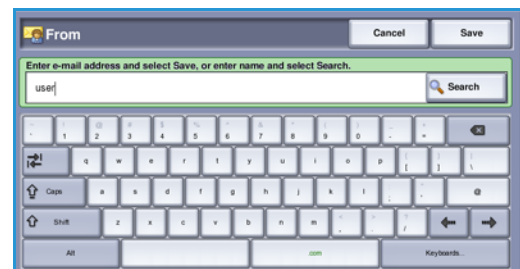 From Cancel Save
Enter e-mail address and select Save, or enter name and select Search.
user Search
1 2 3 4 5 6 7 8 9 0 - =
q w e r t y u i o p [ ] \
Caps a s d f g h j k l ; ' @
Shift z x c v b n m , . /
Alt .com Keyboards...